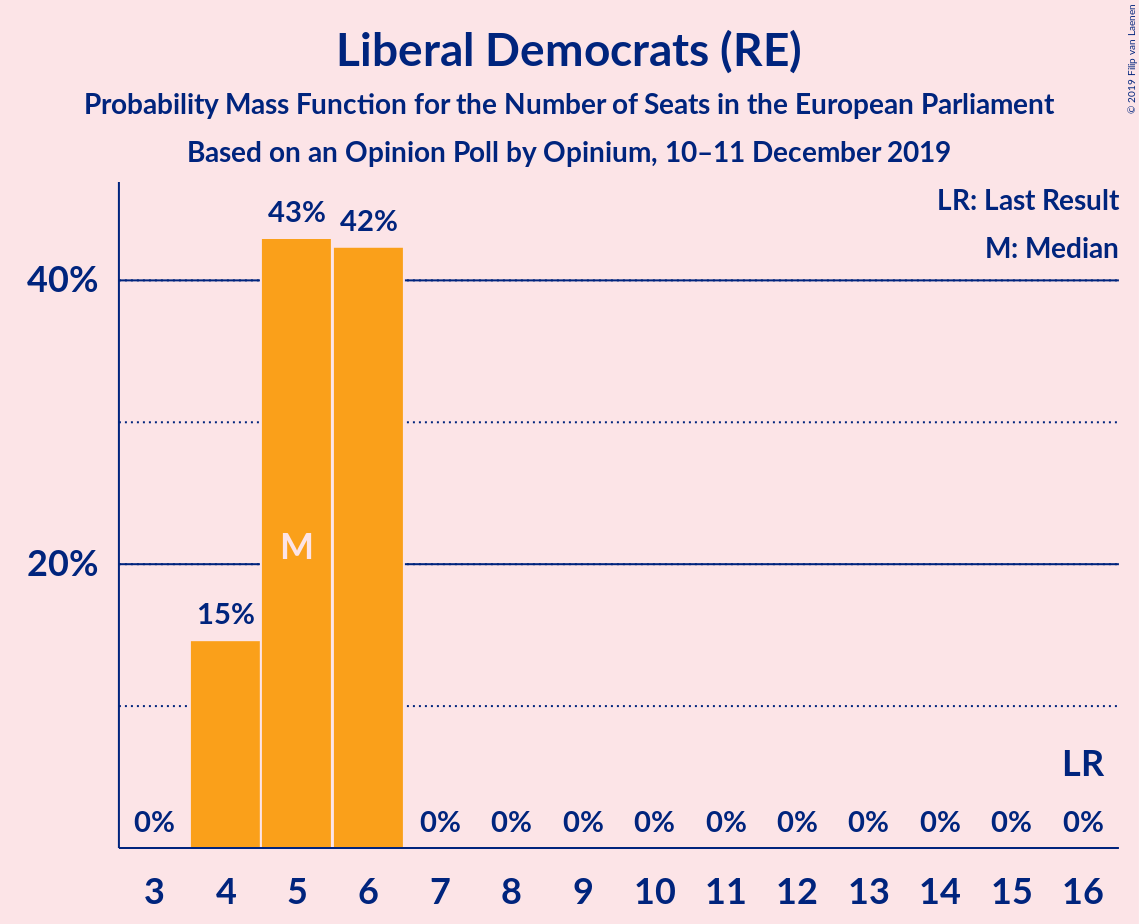 Liberal Democrats (RE)
Probability Mass Function for the Number of Seats in the European Parliament
Based on an Opinion Poll by Opinium, 10–11 December 2019
© 2019 Filip van Laenen
LR: Last Result
M: Median
43%
42%
40%
M
20%
15%
LR
0% 0% 0% 0% 0% 0% 0% 0% 0% 0% 0%
3 4 5 6 7 8 9 10 11 12 13 14 15 16